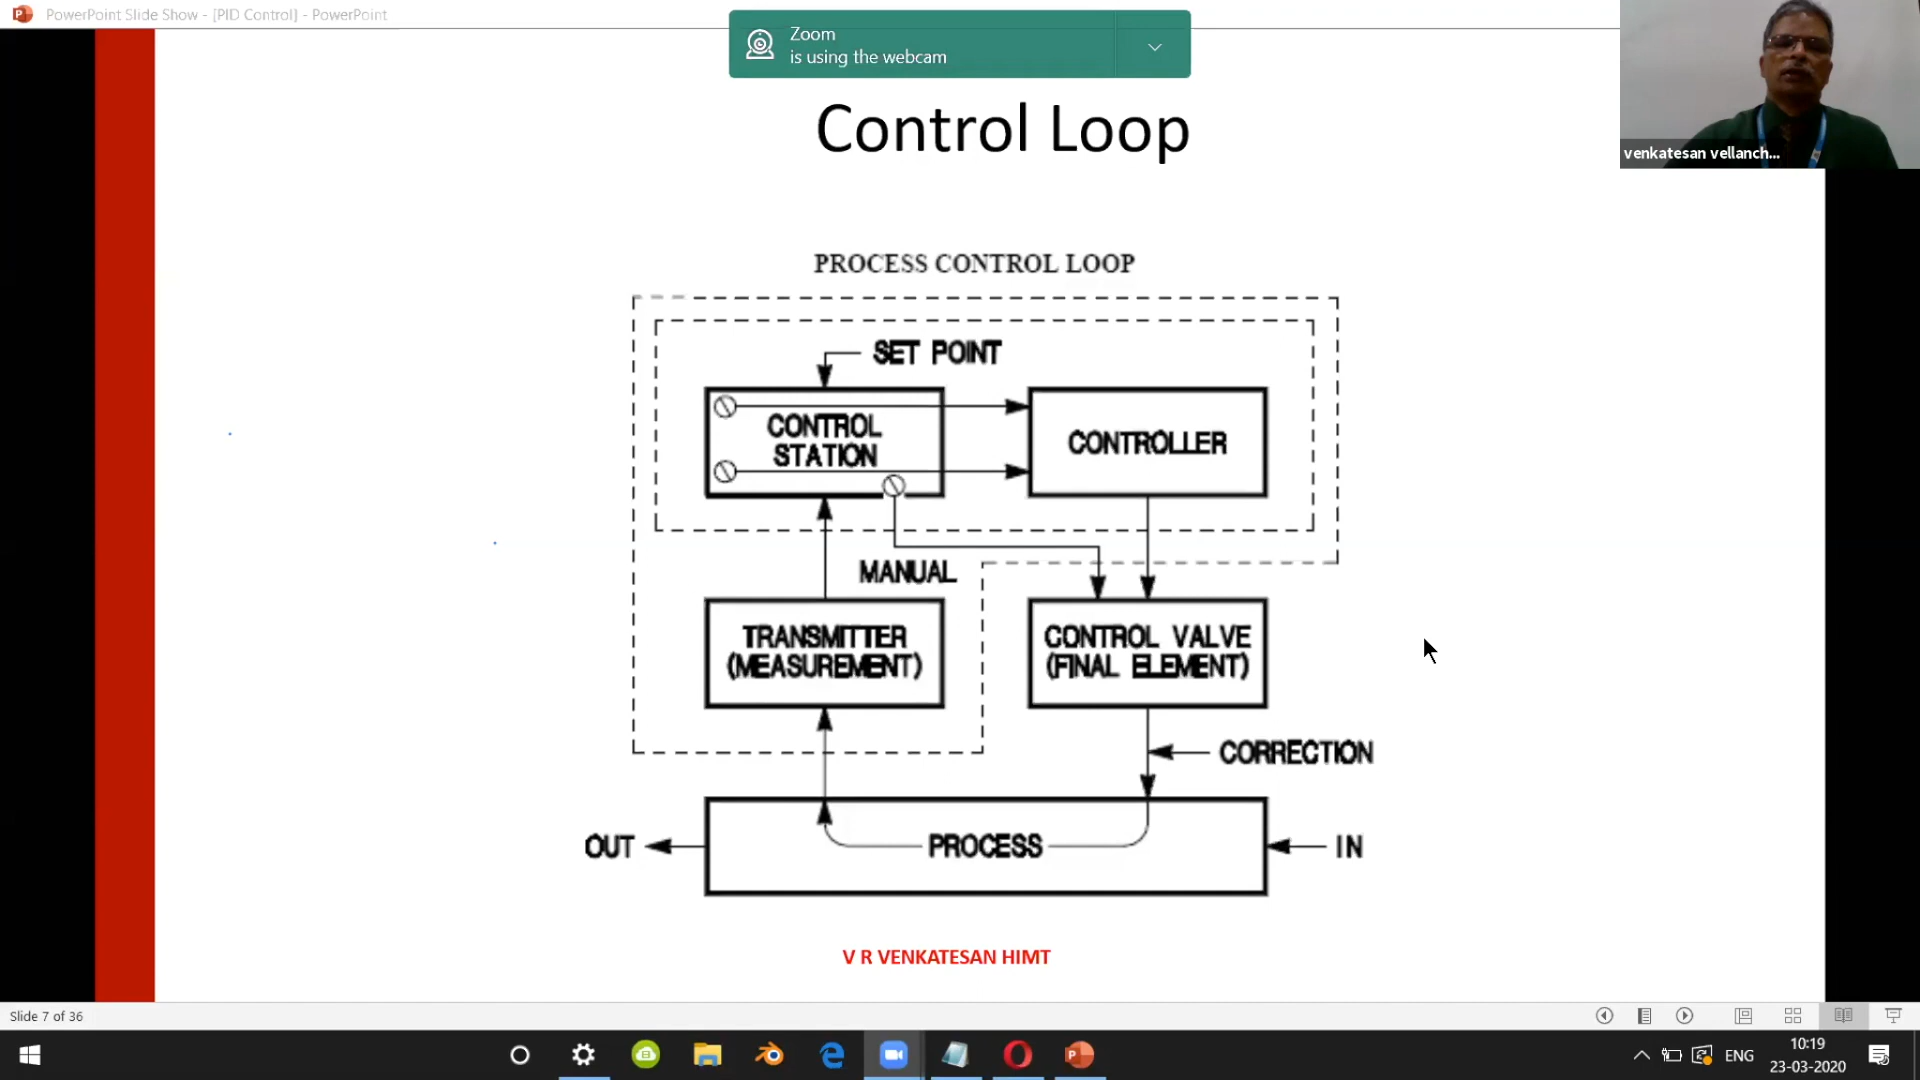 PowerPoint Slide Show - [PID Control] - PowerPoint
Zoom
is using the webcam
venkatesan vellanch...
Control Loop
PROCESS CONTROL LOOP
SET POINT
CONTROL
STATION
CONTROLLER
MANUAL
TRANSMITTER
(MEASUREMENT)
CONTROL VALVE
(FINAL ELEMENT)
CORRECTION
OUT
PROCESS
IN
V R VENKATESAN HIMT
Slide 7 of 36
ENG
10:19
23-03-2020